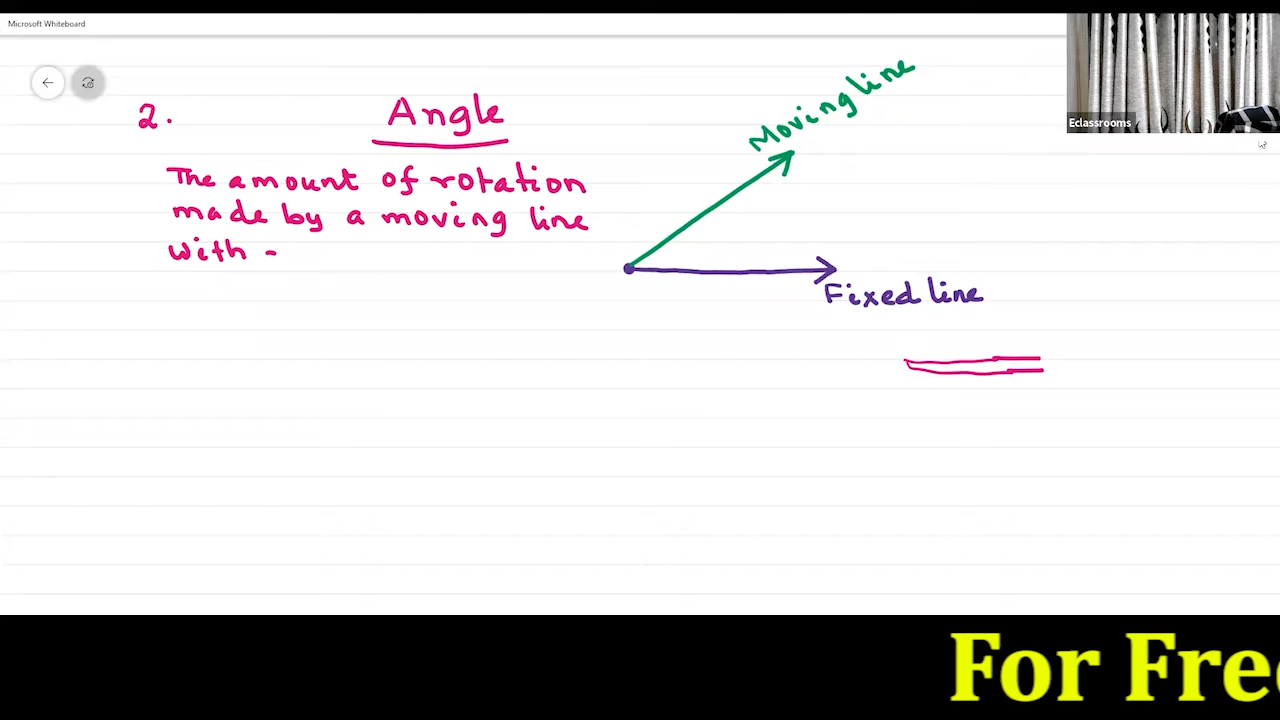 Microsoft Whiteboard
Eclassrooms
2. Angle
Moving line
The amount of rotation
made by a moving line
with -
Fixed line
For Free